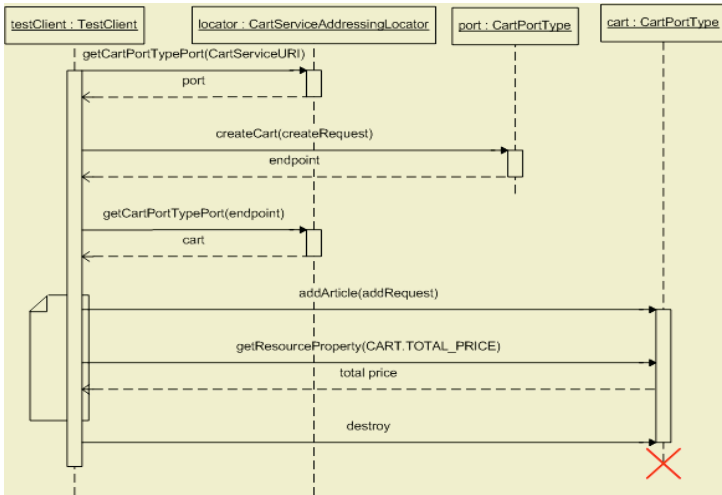 testClient : TestClient
locator : CartServiceAddressingLocator
port : CartPortType
cart : CartPortType
getCartPortTypePort(CartServiceURI)
port
createCart(createRequest)
endpoint
getCartPortTypePort(endpoint)
cart
addArticle(addRequest)
getResourceProperty(CART.TOTAL_PRICE)
total price
destroy